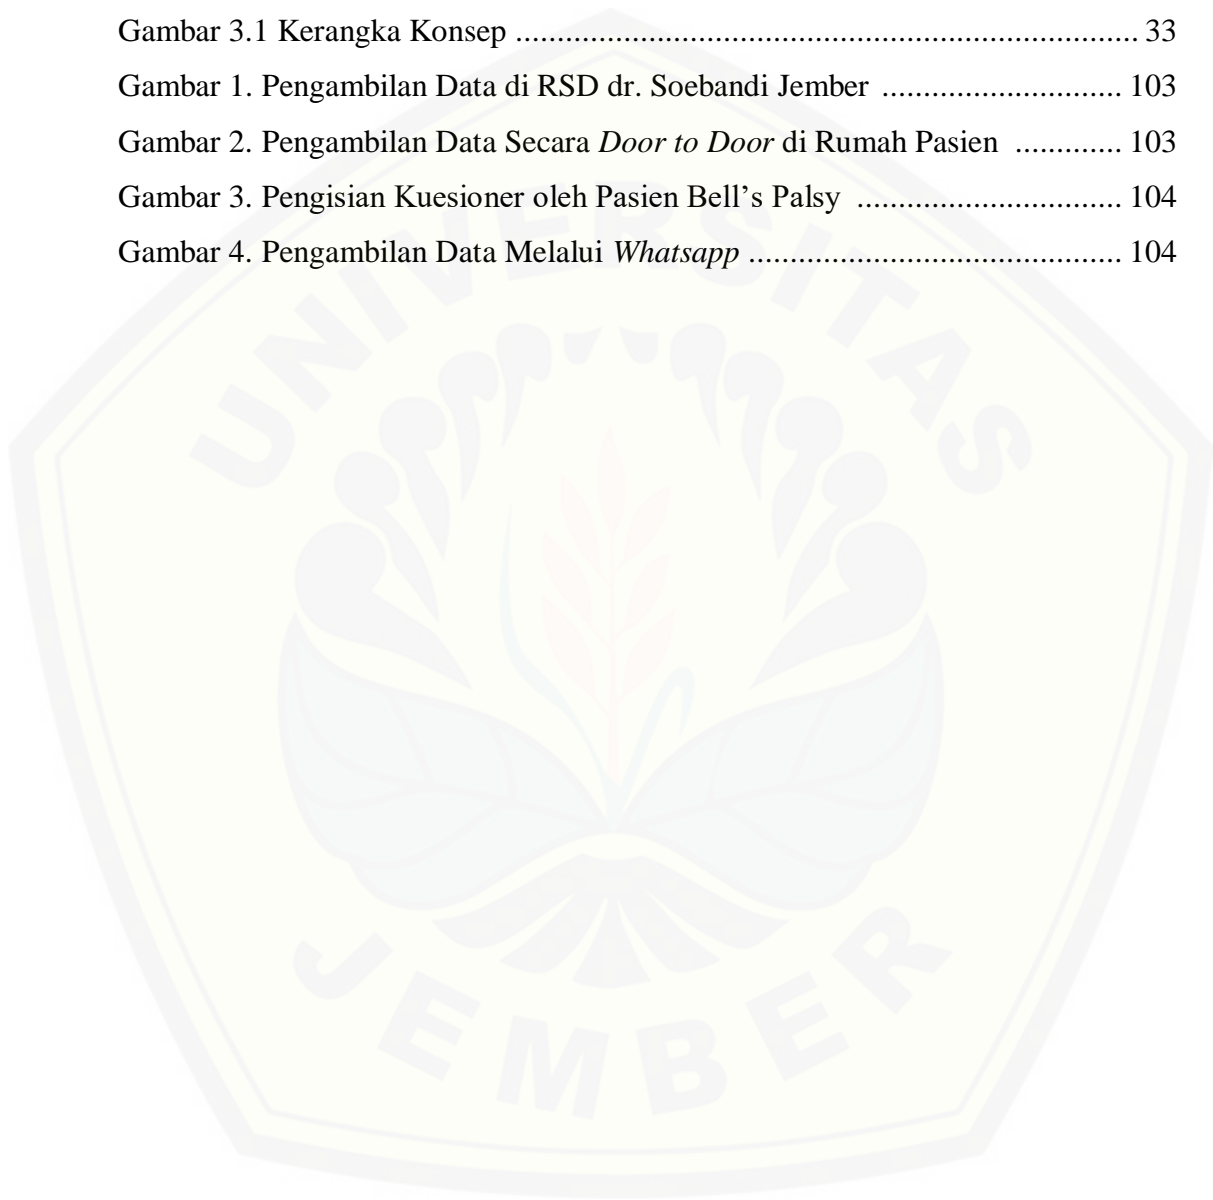 Gambar 3.1 Kerangka Konsep ........................................................................... 33
Gambar 1. Pengambilan Data di RSD dr. Soebandi Jember ............................. 103
Gambar 2. Pengambilan Data Secara Door to Door di Rumah Pasien ............. 103
Gambar 3. Pengisian Kuesioner oleh Pasien Bell’s Palsy ................................ 104
Gambar 4. Pengambilan Data Melalui Whatsapp ............................................. 104
UNIVERSITAS
JEMBER